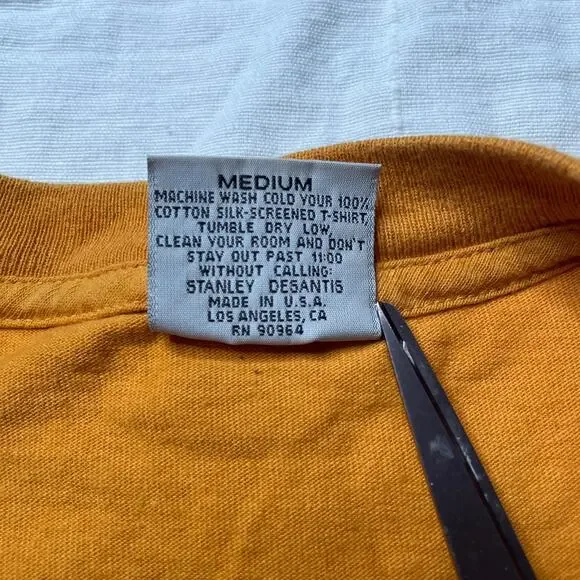 MEDIUM
MACHINE WASH COLD YOUR 100%
COTTON SILK-SCREENED T-SHIRT,
TUMBLE DRY LOW,
CLEAN YOUR ROOM AND DON'T
STAY OUT PAST 11:00
WITHOUT CALLING:
STANLEY DESANTIS
MADE IN U.S.A.
LOS ANGELES, CA
RN 90964